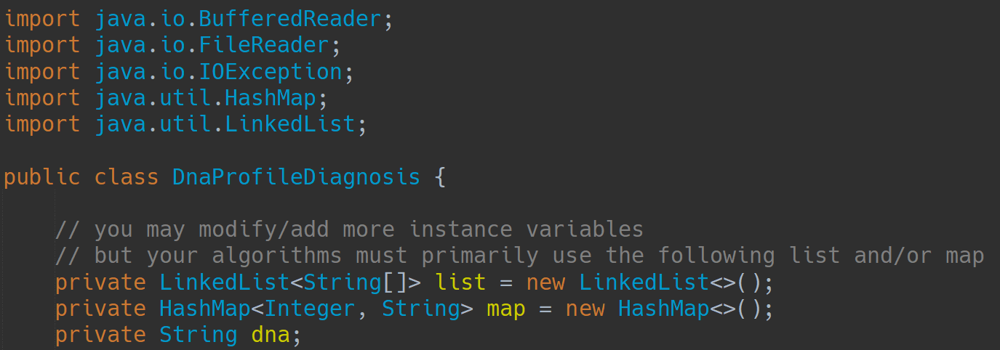 import java.io.BufferedReader;
import java.io.FileReader;
import java.io.IOException;
import java.util.HashMap;
import java.util.LinkedList;
public class DnaProfileDiagnosis {
// you may modify/add more instance variables
// but your algorithms must primarily use the following list and/or map
private LinkedList<String[]> list = new LinkedList<>();
private HashMap<Integer, String> map = new HashMap<>();
private String dna;